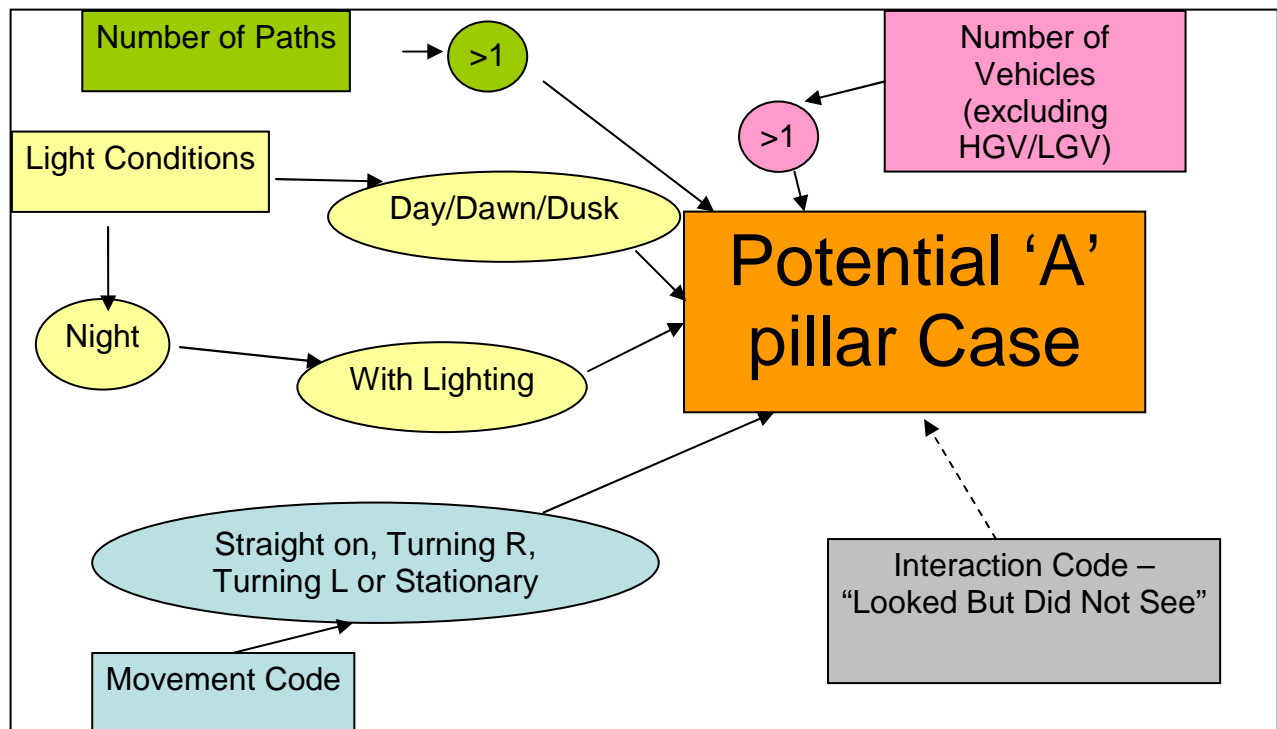 Number of Paths
>1
Number of
Vehicles
(excluding
HGV/LGV)
>1
Light Conditions
Day/Dawn/Dusk
Potential ‘A’
pillar Case
Night
With Lighting
Straight on, Turning R,
Turning L or Stationary
Interaction Code –
“Looked But Did Not See”
Movement Code